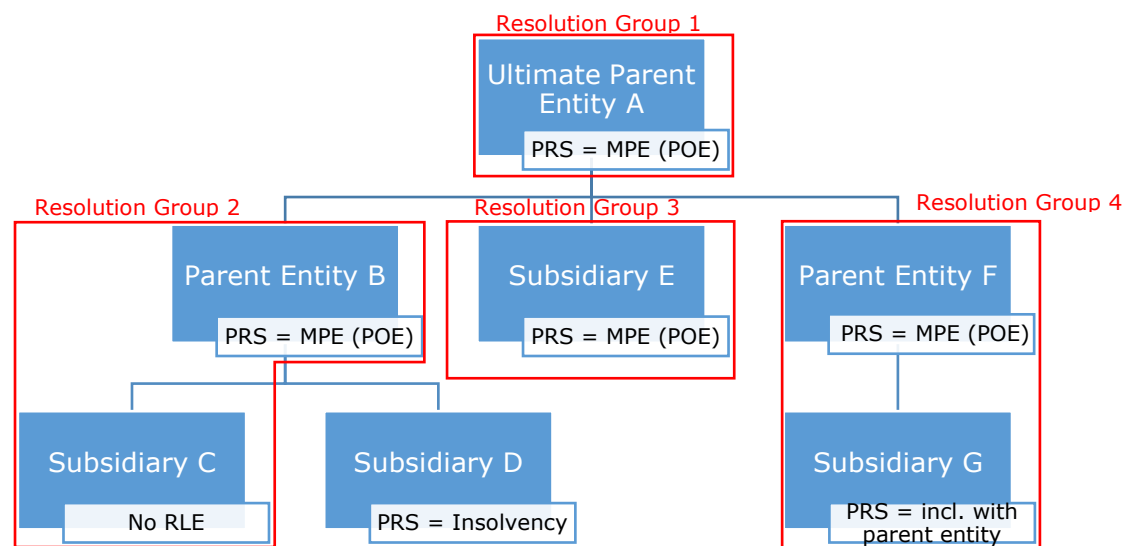 Resolution Group 1
Ultimate Parent
Entity A
PRS = MPE (POE)
Resolution Group 2
Resolution Group 3
Resolution Group 4
Parent Entity B
PRS = MPE (POE)
Subsidiary E
PRS = MPE (POE)
Parent Entity F
PRS = MPE (POE)
Subsidiary C
No RLE
Subsidiary D
PRS = Insolvency
Subsidiary G
PRS = incl. with
parent entity